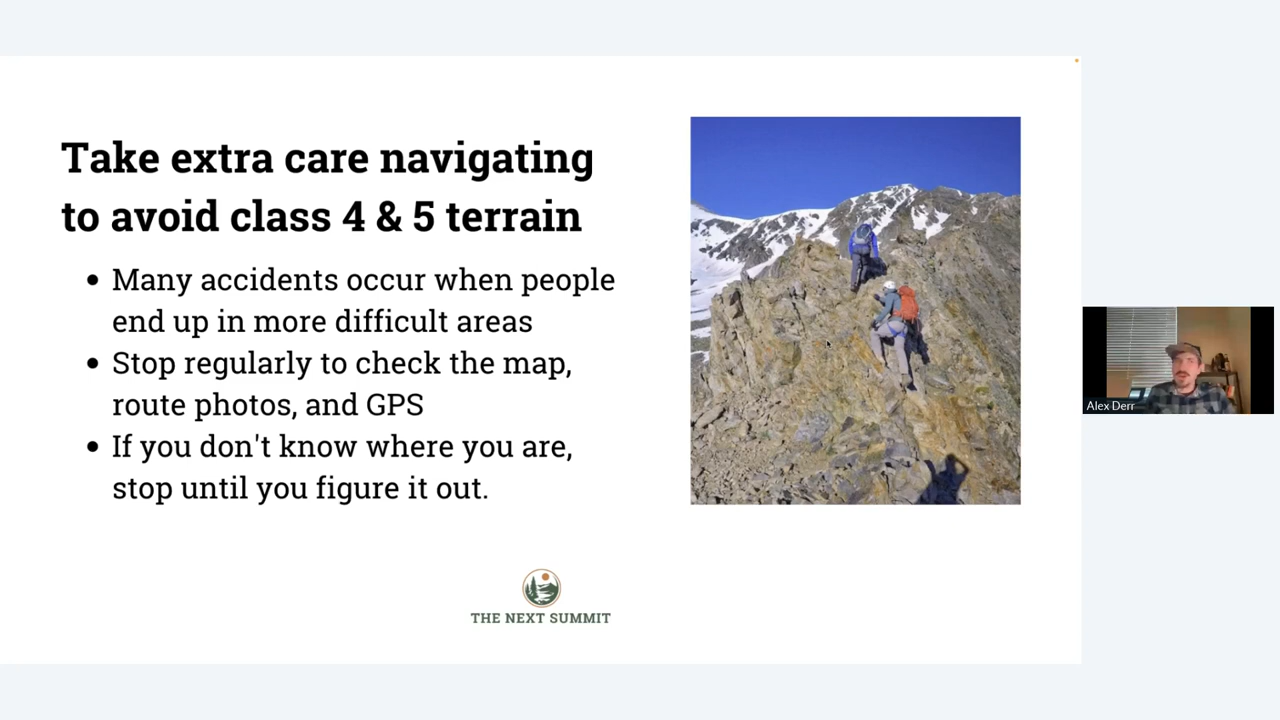 Take extra care navigating
to avoid class 4 & 5 terrain
• Many accidents occur when people
end up in more difficult areas
• Stop regularly to check the map,
route photos, and GPS
• If you don't know where you are,
stop until you figure it out.
THE NEXT SUMMIT
Alex Derr